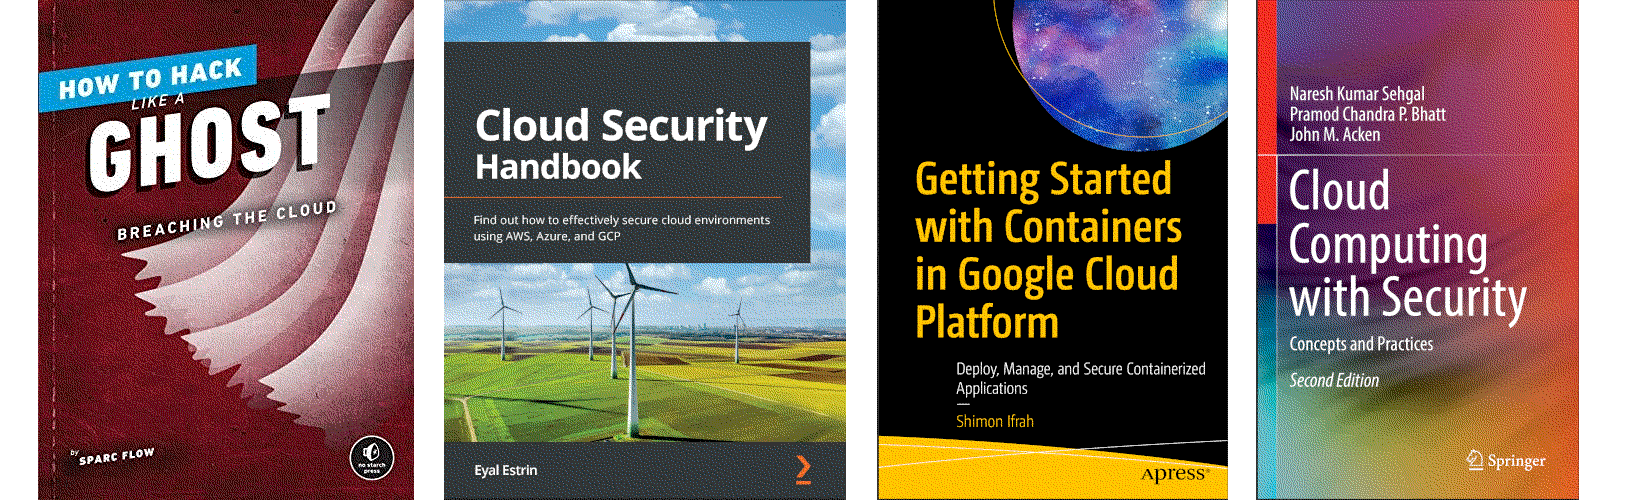 HOW TO HACK
LIKE A
GHOST
BREACHING THE CLOUD
by SPARC FLOW
no starch
press
Cloud Security
Handbook
Find out how to effectively secure cloud environments
using AWS, Azure, and GCP
Eyal Estrin
Getting Started
with Containers
in Google Cloud
Platform
Deploy, Manage, and Secure Containerized
Applications
Shimon Ifrah
Apress®
Naresh Kumar Sehgal
Pramod Chandra P. Bhatt
John M. Acken
Cloud
Computing
with Security
Concepts and Practices
Second Edition
Springer